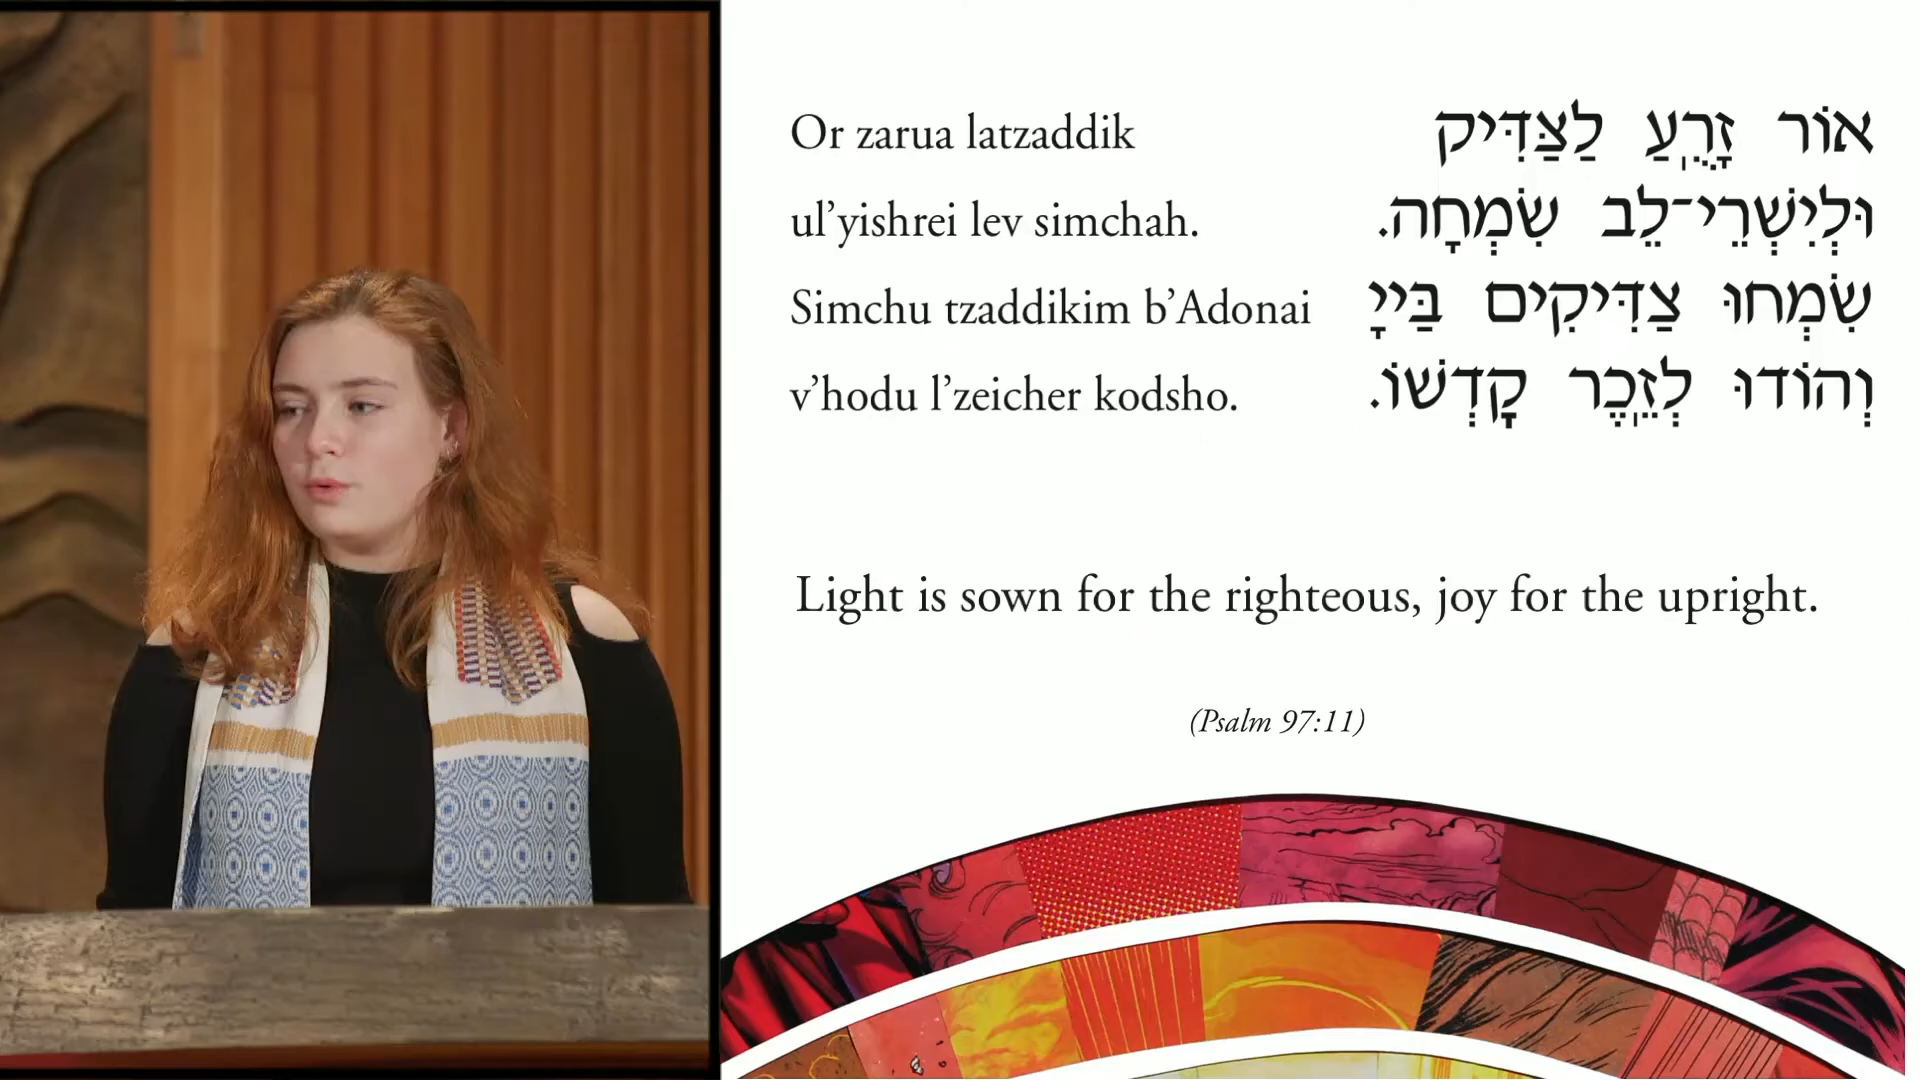 Or zarua latzaddik
ul’yishrei lev simchah.
Simchu tzaddikim b’Adonai
v’hodu l’zeicher kodsho.
אוֹר זָרֻֽעַ לַצַּדִּיק
וּלְיִשְׁרֵי־לֵב שִׂמְחָה.
שִׂמְחוּ צַדִּיקִים בַּיְיָ
וְהוֹדוּ לְזֵֽכֶר קָדְשׁוֹ.
Light is sown for the righteous, joy for the upright.
(Psalm 97:11)